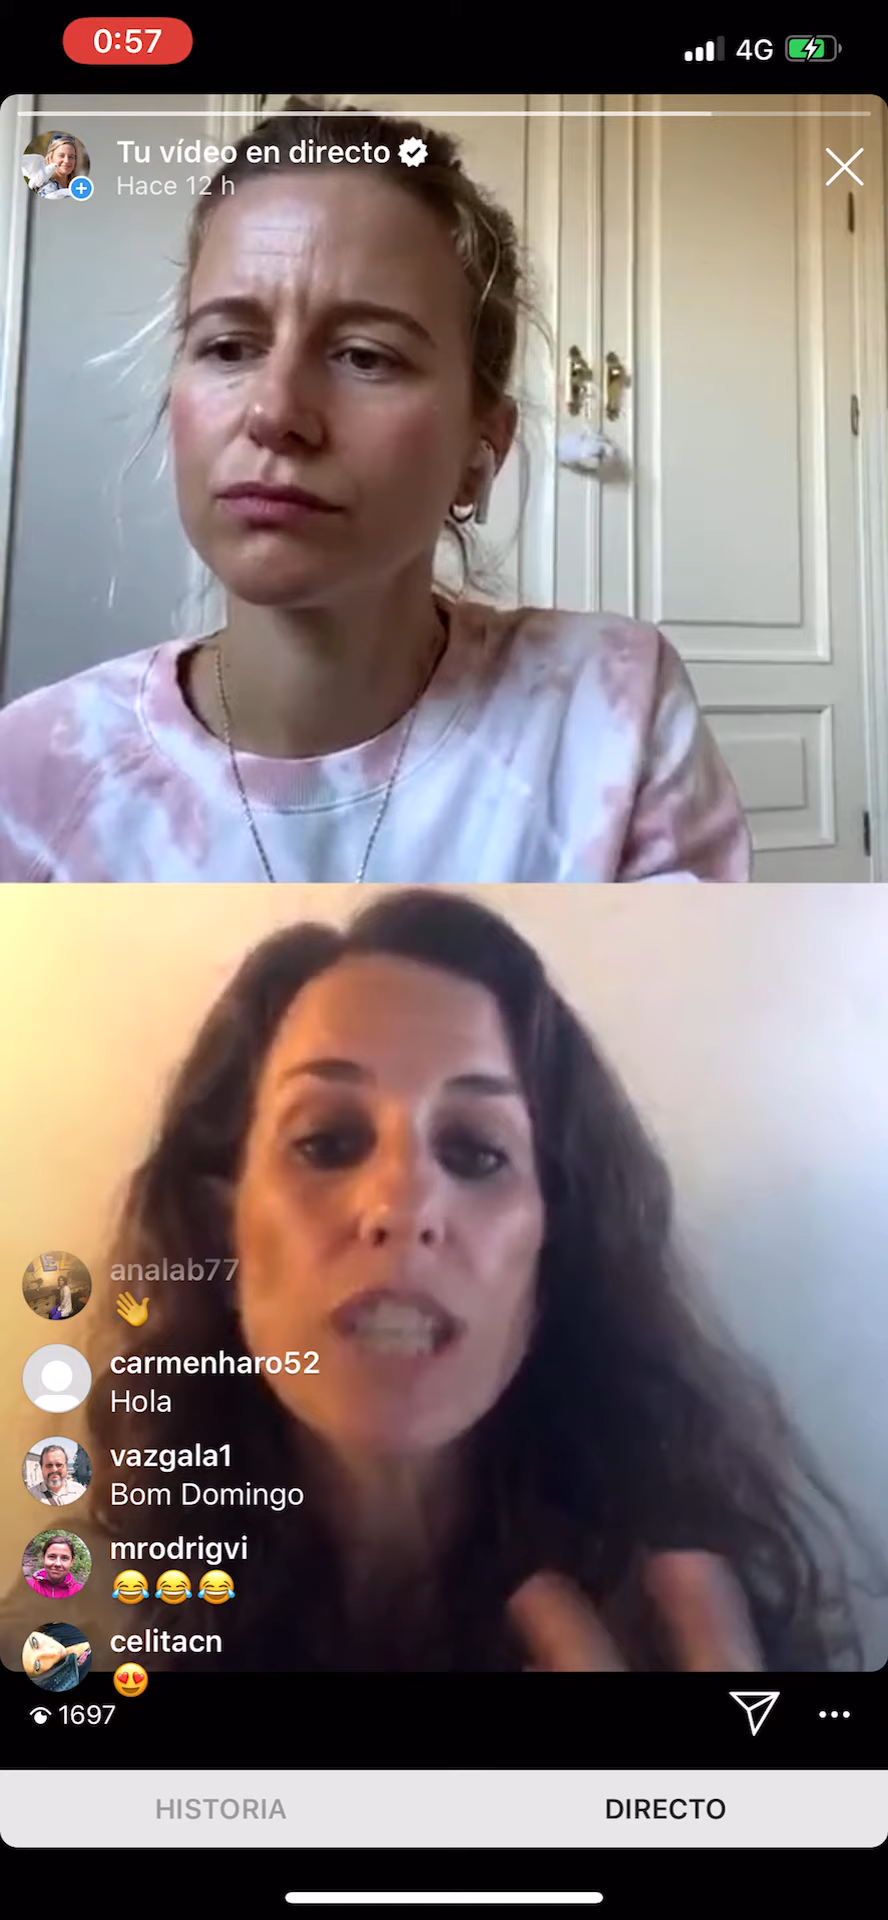 0:57
4G
Tu vídeo en directo
Hace 12 h
analab77
👋
carmenharo52
Hola
vazgala1
Bom Domingo
mrodrigvi
😂😂😂
celitacn
😍
1697
HISTORIA
DIRECTO